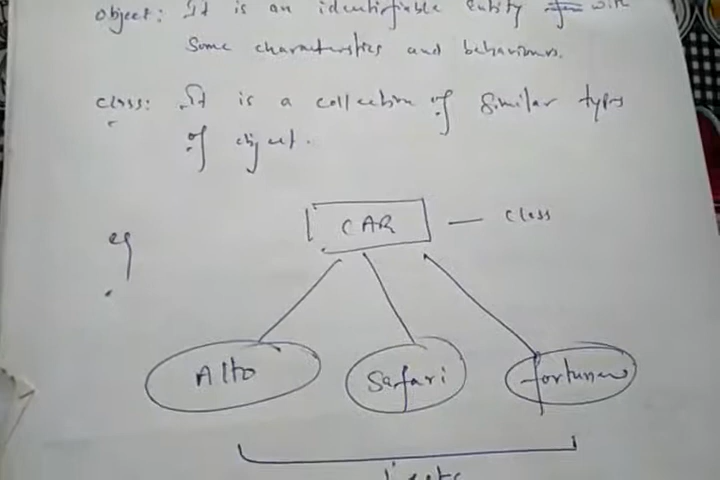 Object: It is an identifiable entity with
Some characteristics and behaviours.
class: It is a collection of similar types
of object.
eg
CAR — class
Alto Safari fortuner